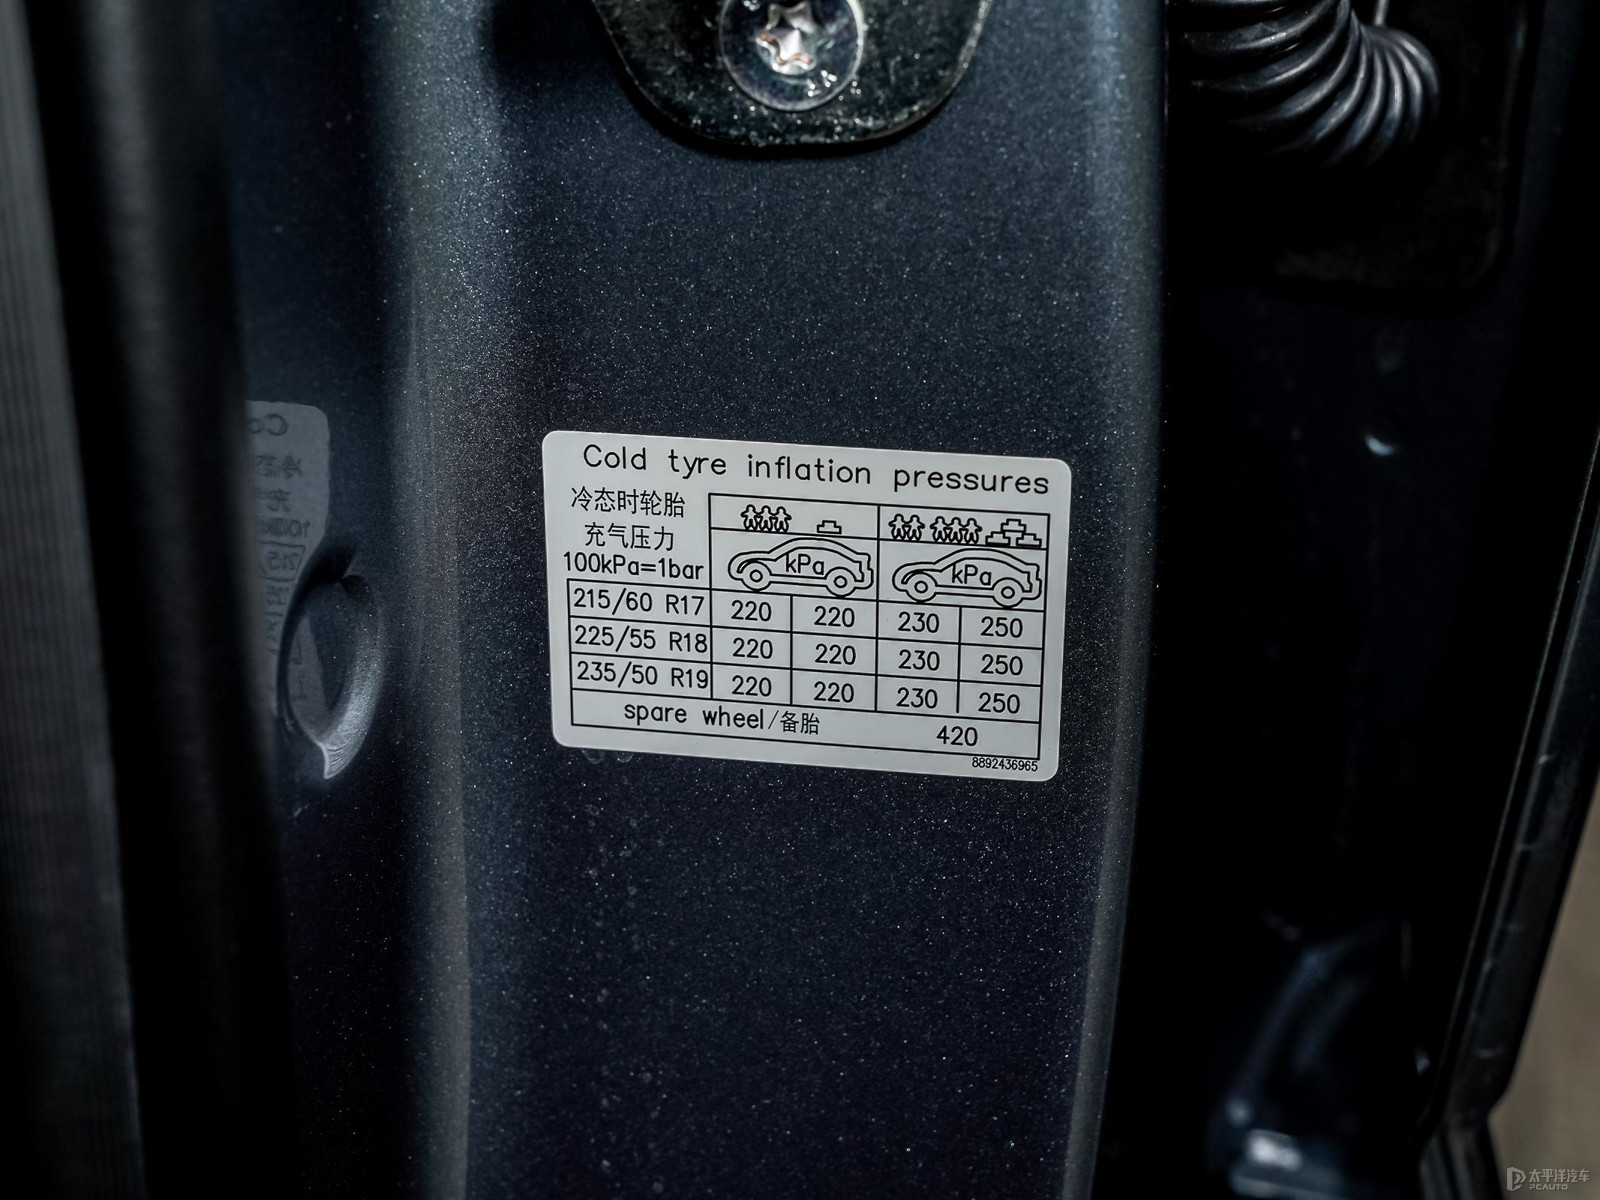 Cold tyre inflation pressures
冷态时轮胎
充气压力
100kPa=1bar
kPa kPa
215/60 R17 220 220 230 250
225/55 R18 220 220 230 250
235/50 R19 220 220 230 250
spare wheel/备胎 420
8892436965
太平洋汽车
PCAUTO